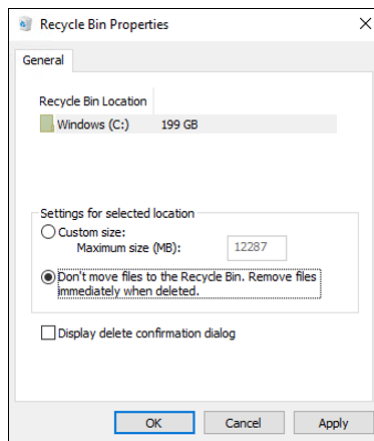 Recycle Bin Properties
General
Recycle Bin Location
Windows (C:) 199 GB
Settings for selected location
Custom size:
Maximum size (MB): 12287
Don't move files to the Recycle Bin. Remove files
immediately when deleted.
Display delete confirmation dialog
OK Cancel Apply